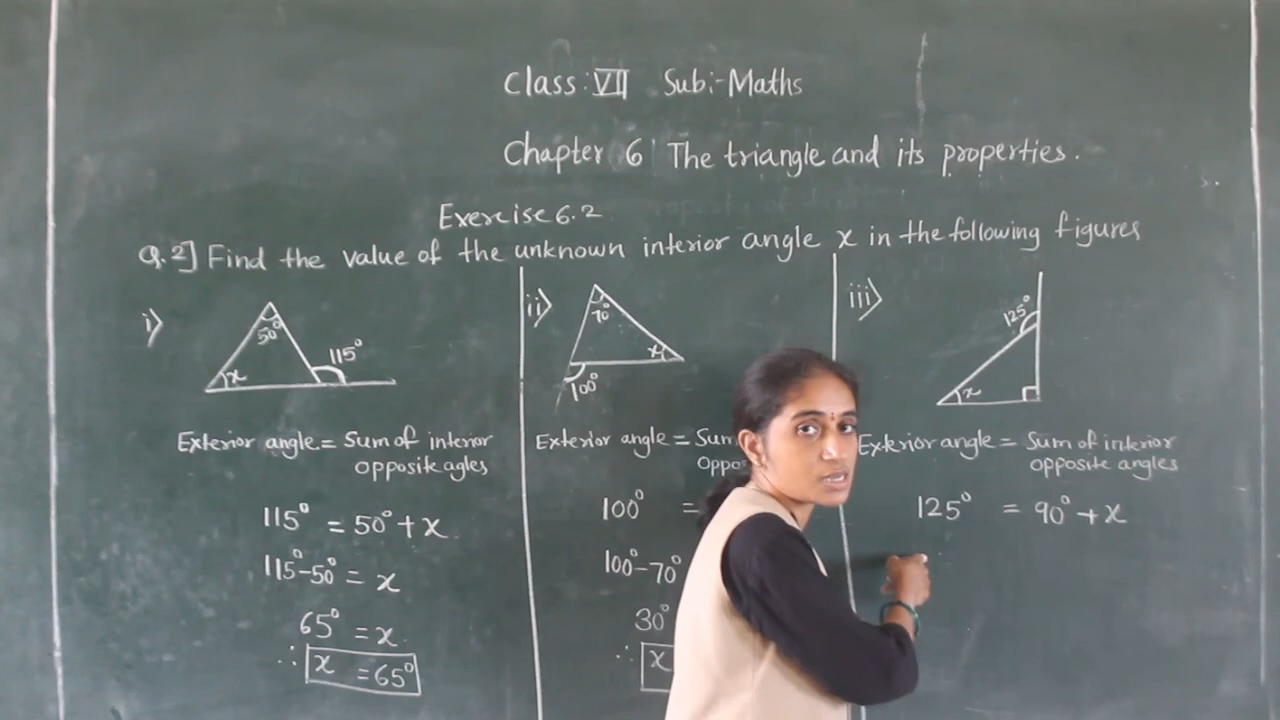 Class: VII Sub:- Maths
Chapter 6 The triangle and its properties.
Exercise 6.2
Q.2] Find the value of the unknown interior angle x in the following figures
i)
50°
115°
x
Exterior angle = Sum of interior
opposite agles
115° = 50° + x
115° - 50° = x
65° = x
∴ x = 65°
ii)
70°
x
100°
Exterior angle = Sum
oppos
100° =
100° - 70°
30°
∴ x
iii)
125°
x
Exterior angle = Sum of interior
opposite angles
125° = 90° + x